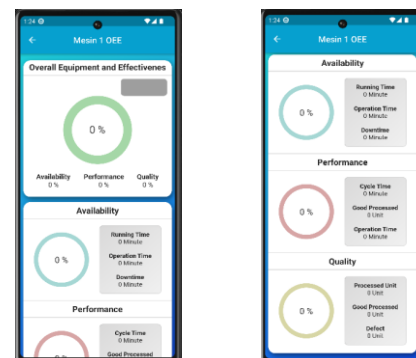 1:24
Mesin 1 OEE
Overall Equipment and Effectivenes
0 %
Availability
Performance
Quality
0 %
0 %
0 %
Availability
0 %
Running Time
0 Minute
Operation Time
0 Minute
Downtime
0 Minute
Performance
0 %
Cycle Time
0 Minute
Good Processed
1:24
Mesin 1 OEE
Availability
0 %
Running Time
0 Minute
Operation Time
0 Minute
Downtime
0 Minute
Performance
0 %
Cycle Time
0 Minute
Good Processed
0 Unit
Operation Time
0 Minute
Quality
0 %
Processed Unit
0 Unit
Good Processed
0 Unit
Defect
0 Unit